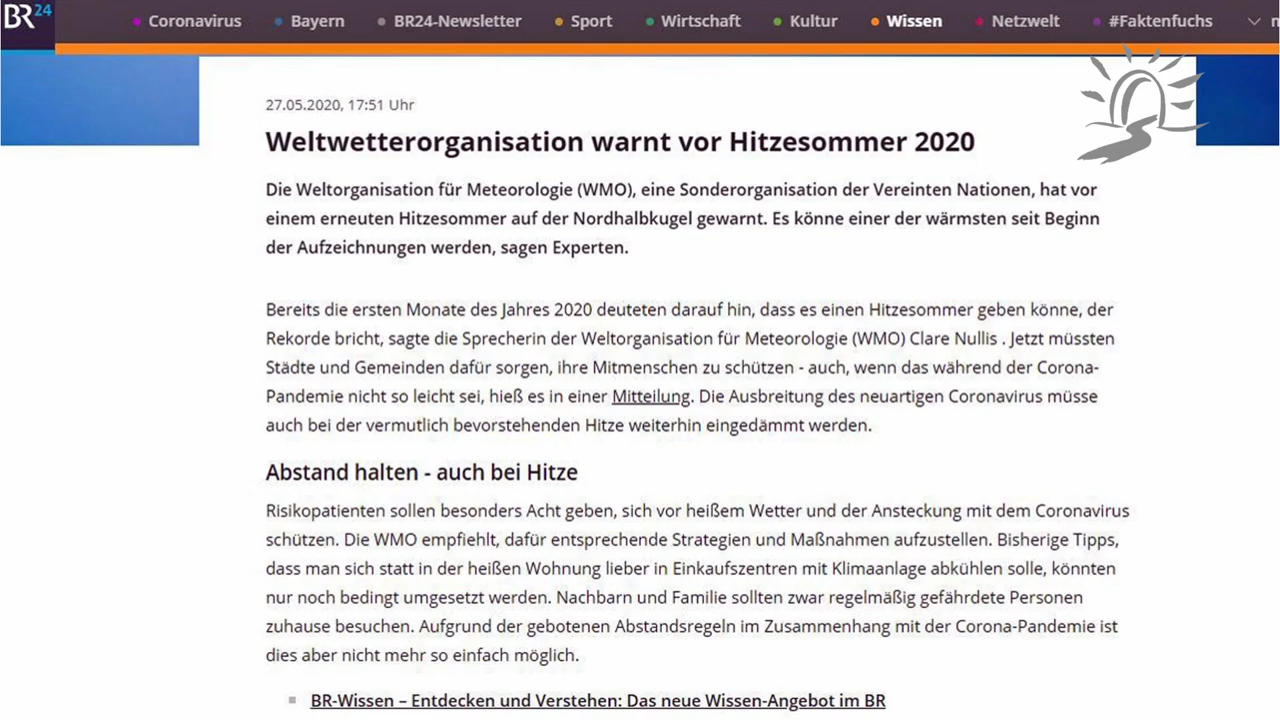 BR24
Coronavirus
Bayern
BR24-Newsletter
Sport
Wirtschaft
Kultur
Wissen
Netzwelt
#Faktenfuchs
27.05.2020, 17:51 Uhr
Weltwetterorganisation warnt vor Hitzesommer 2020
Die Weltorganisation für Meteorologie (WMO), eine Sonderorganisation der Vereinten Nationen, hat vor
einem erneuten Hitzesommer auf der Nordhalbkugel gewarnt. Es könne einer der wärmsten seit Beginn
der Aufzeichnungen werden, sagen Experten.
Bereits die ersten Monate des Jahres 2020 deuteten darauf hin, dass es einen Hitzesommer geben könne, der
Rekorde bricht, sagte die Sprecherin der Weltorganisation für Meteorologie (WMO) Clare Nullis . Jetzt müssten
Städte und Gemeinden dafür sorgen, ihre Mitmenschen zu schützen - auch, wenn das während der Corona-
Pandemie nicht so leicht sei, hieß es in einer Mitteilung. Die Ausbreitung des neuartigen Coronavirus müsse
auch bei der vermutlich bevorstehenden Hitze weiterhin eingedämmt werden.
Abstand halten - auch bei Hitze
Risikopatienten sollen besonders Acht geben, sich vor heißem Wetter und der Ansteckung mit dem Coronavirus
schützen. Die WMO empfiehlt, dafür entsprechende Strategien und Maßnahmen aufzustellen. Bisherige Tipps,
dass man sich statt in der heißen Wohnung lieber in Einkaufszentren mit Klimaanlage abkühlen solle, könnten
nur noch bedingt umgesetzt werden. Nachbarn und Familie sollten zwar regelmäßig gefährdete Personen
zuhause besuchen. Aufgrund der gebotenen Abstandsregeln im Zusammenhang mit der Corona-Pandemie ist
dies aber nicht mehr so einfach möglich.
BR-Wissen – Entdecken und Verstehen: Das neue Wissen-Angebot im BR